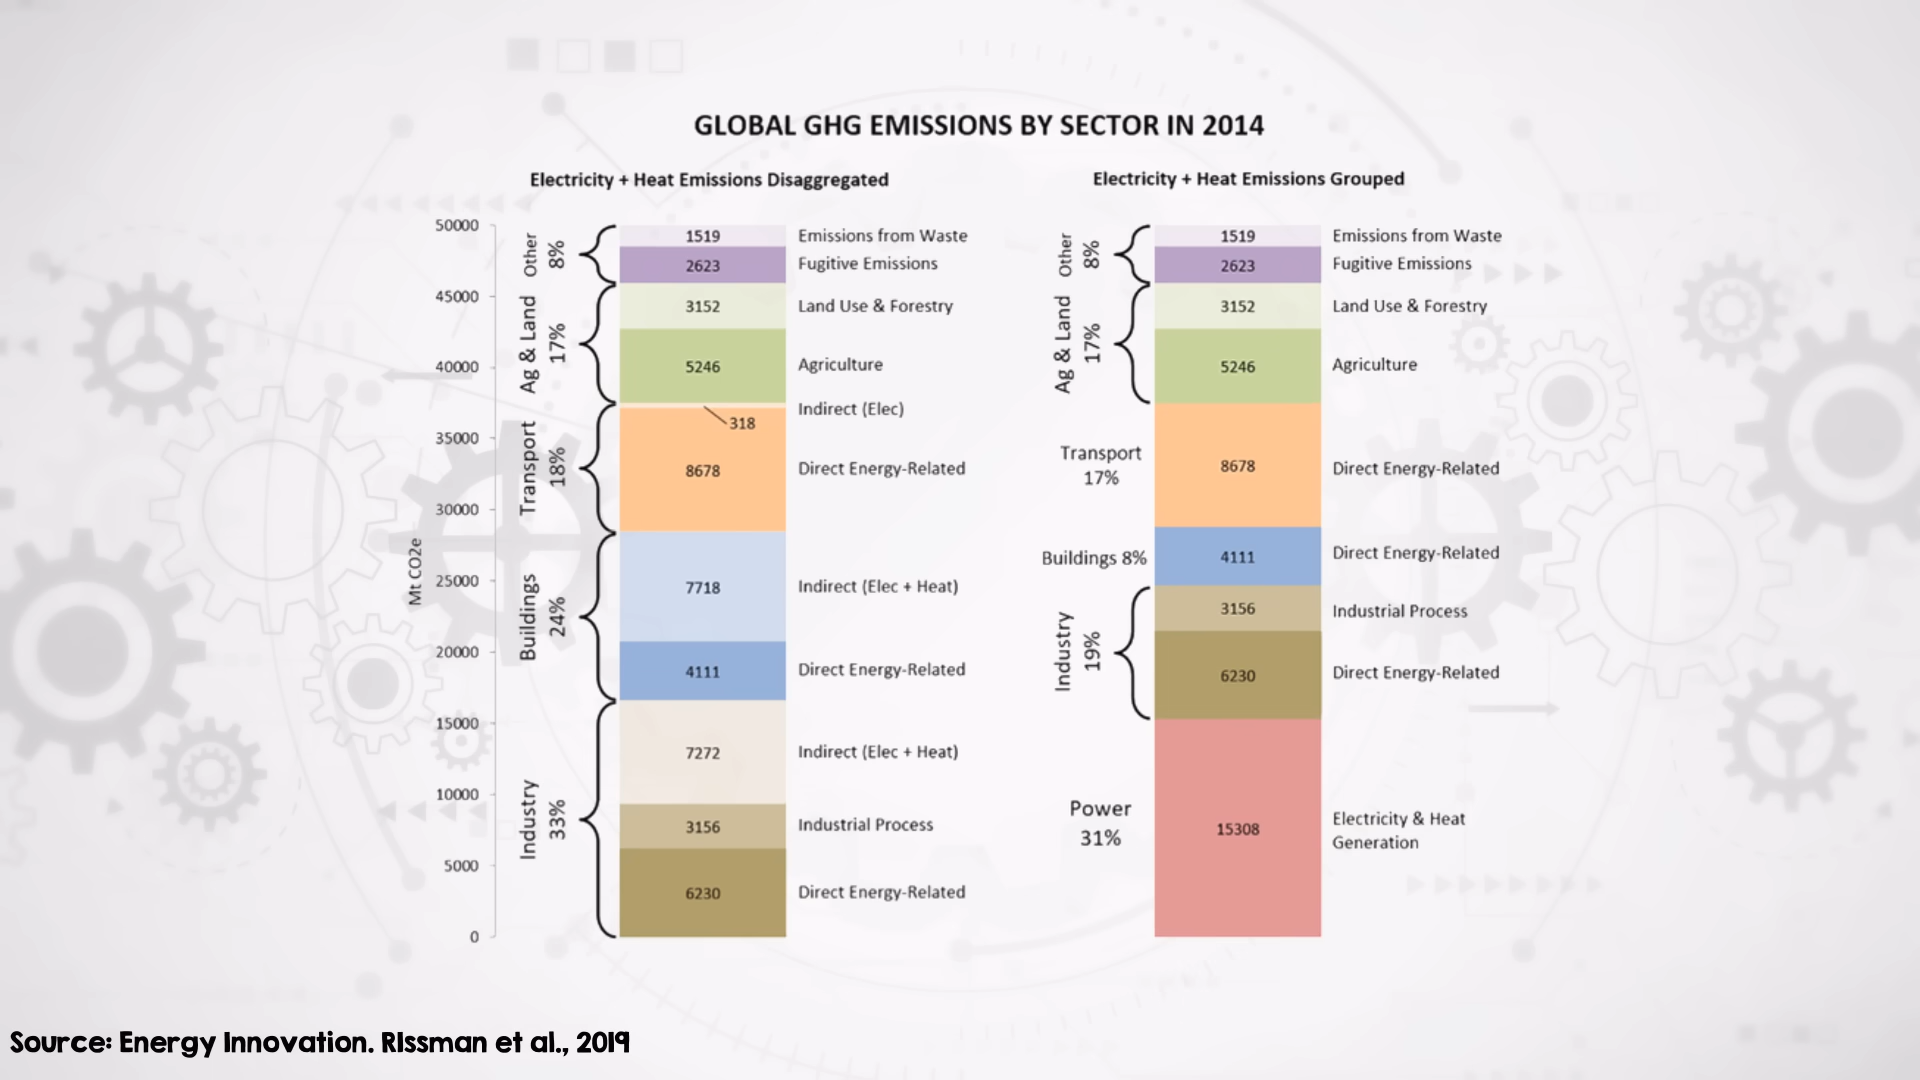 GLOBAL GHG EMISSIONS BY SECTOR IN 2014
Electricity + Heat Emissions Disaggregated
Mt CO2e
50000
45000
40000
35000
30000
25000
20000
15000
10000
5000
0
Other
8%
Ag & Land
17%
Transport
18%
Buildings
24%
Industry
33%
1519 Emissions from Waste
2623 Fugitive Emissions
3152 Land Use & Forestry
5246 Agriculture
318 Indirect (Elec)
8678 Direct Energy-Related
7718 Indirect (Elec + Heat)
4111 Direct Energy-Related
7272 Indirect (Elec + Heat)
3156 Industrial Process
6230 Direct Energy-Related
Electricity + Heat Emissions Grouped
Other
8%
Ag & Land
17%
Transport
17%
Buildings 8%
Industry
19%
Power
31%
1519 Emissions from Waste
2623 Fugitive Emissions
3152 Land Use & Forestry
5246 Agriculture
8678 Direct Energy-Related
4111 Direct Energy-Related
3156 Industrial Process
6230 Direct Energy-Related
15308 Electricity & Heat
Generation
Source: Energy Innovation. RIssman et al., 2019